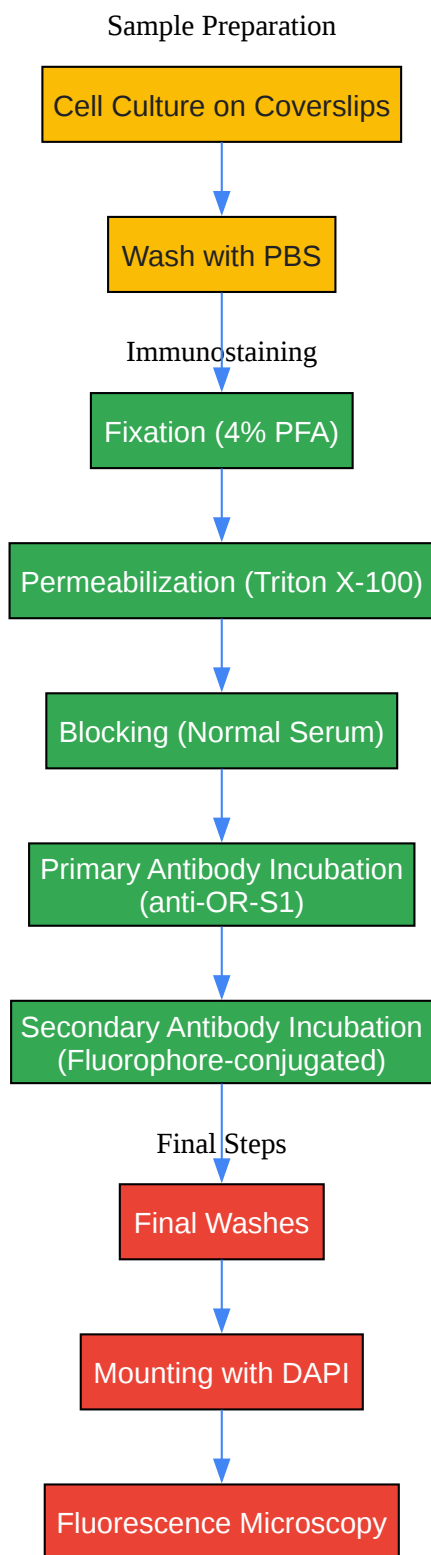 Sample Preparation
Cell Culture on Coverslips
Wash with PBS
Immunostaining
Fixation (4% PFA)
Permeabilization (Triton X-100)
Blocking (Normal Serum)
Primary Antibody Incubation
(anti-OR-S1)
Secondary Antibody Incubation
(Fluorophore-conjugated)
Final Steps
Final Washes
Mounting with DAPI
Fluorescence Microscopy